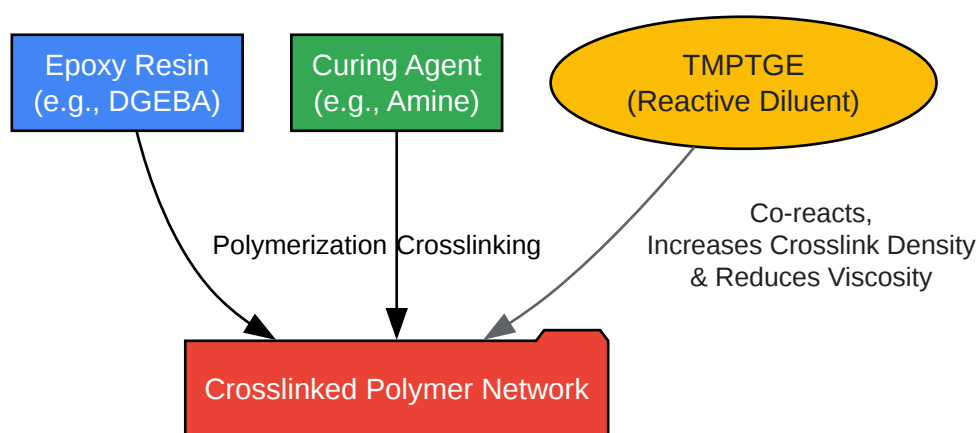 Epoxy Resin
(e.g., DGEBA)
Curing Agent
(e.g., Amine)
TMPTGE
(Reactive Diluent)
Polymerization
Crosslinking
Co-reacts,
Increases Crosslink Density
& Reduces Viscosity
Crosslinked Polymer Network